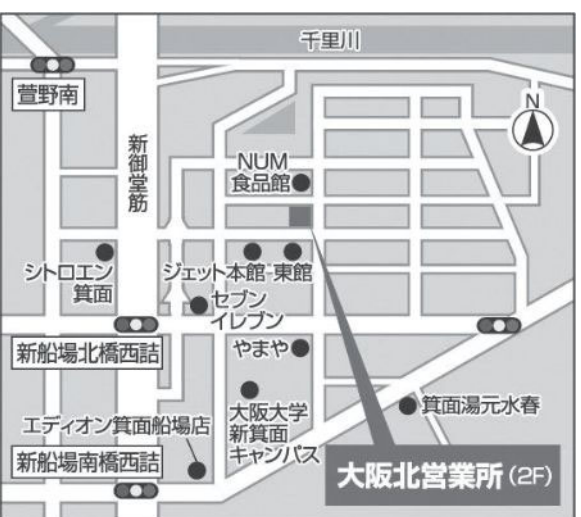 千里川
萱野南
N
新御堂筋
NUM
食品館
シトロエン
箕面
ジェット本館
東館
セブン
イレブン
新船場北橋西詰
やまや
大阪大学
新箕面
キャンパス
箕面湯元水春
エディオン箕面船場店
新船場南橋西詰
大阪北営業所(2F)